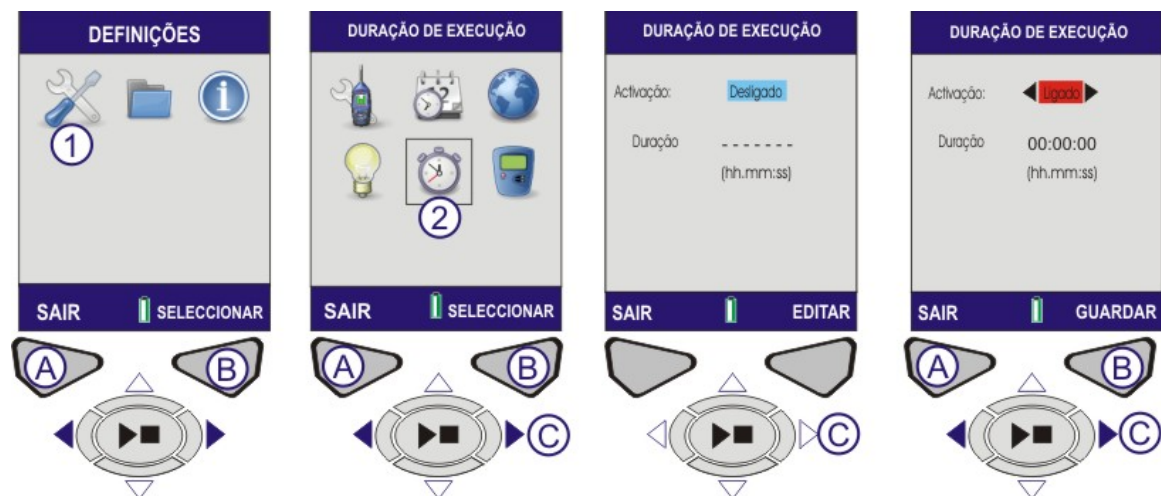 DEFINIÇÕES
1
SAIR SELECCIONAR
A B
DURAÇÃO DE EXECUÇÃO
12
2
SAIR SELECCIONAR
A B
C
DURAÇÃO DE EXECUÇÃO
Activação: Desligado
Duração - - - - - - -
(hh.mm:ss)
SAIR EDITAR
C
DURAÇÃO DE EXECUÇÃO
Activação: Ligado
Duração 00:00:00
(hh.mm:ss)
SAIR GUARDAR
A B
C